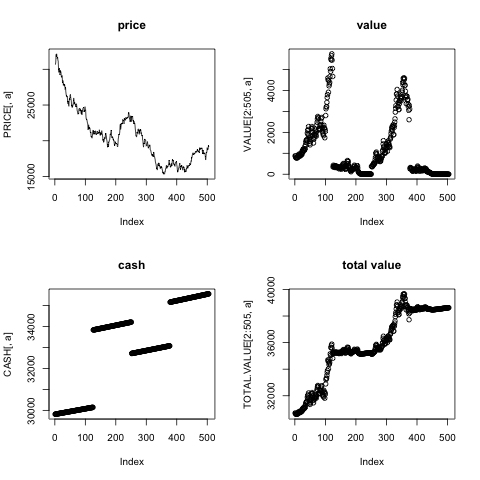 price
PRICE[, a]
15000
25000
0
100
200
300
400
500
Index
value
VALUE[2:505, a]
0
2000
4000
0
100
200
300
400
500
Index
cash
CASH[, a]
30000
32000
34000
0
100
200
300
400
500
Index
total value
TOTAL.VALUE[2:505, a]
32000
36000
40000
0
100
200
300
400
500
Index